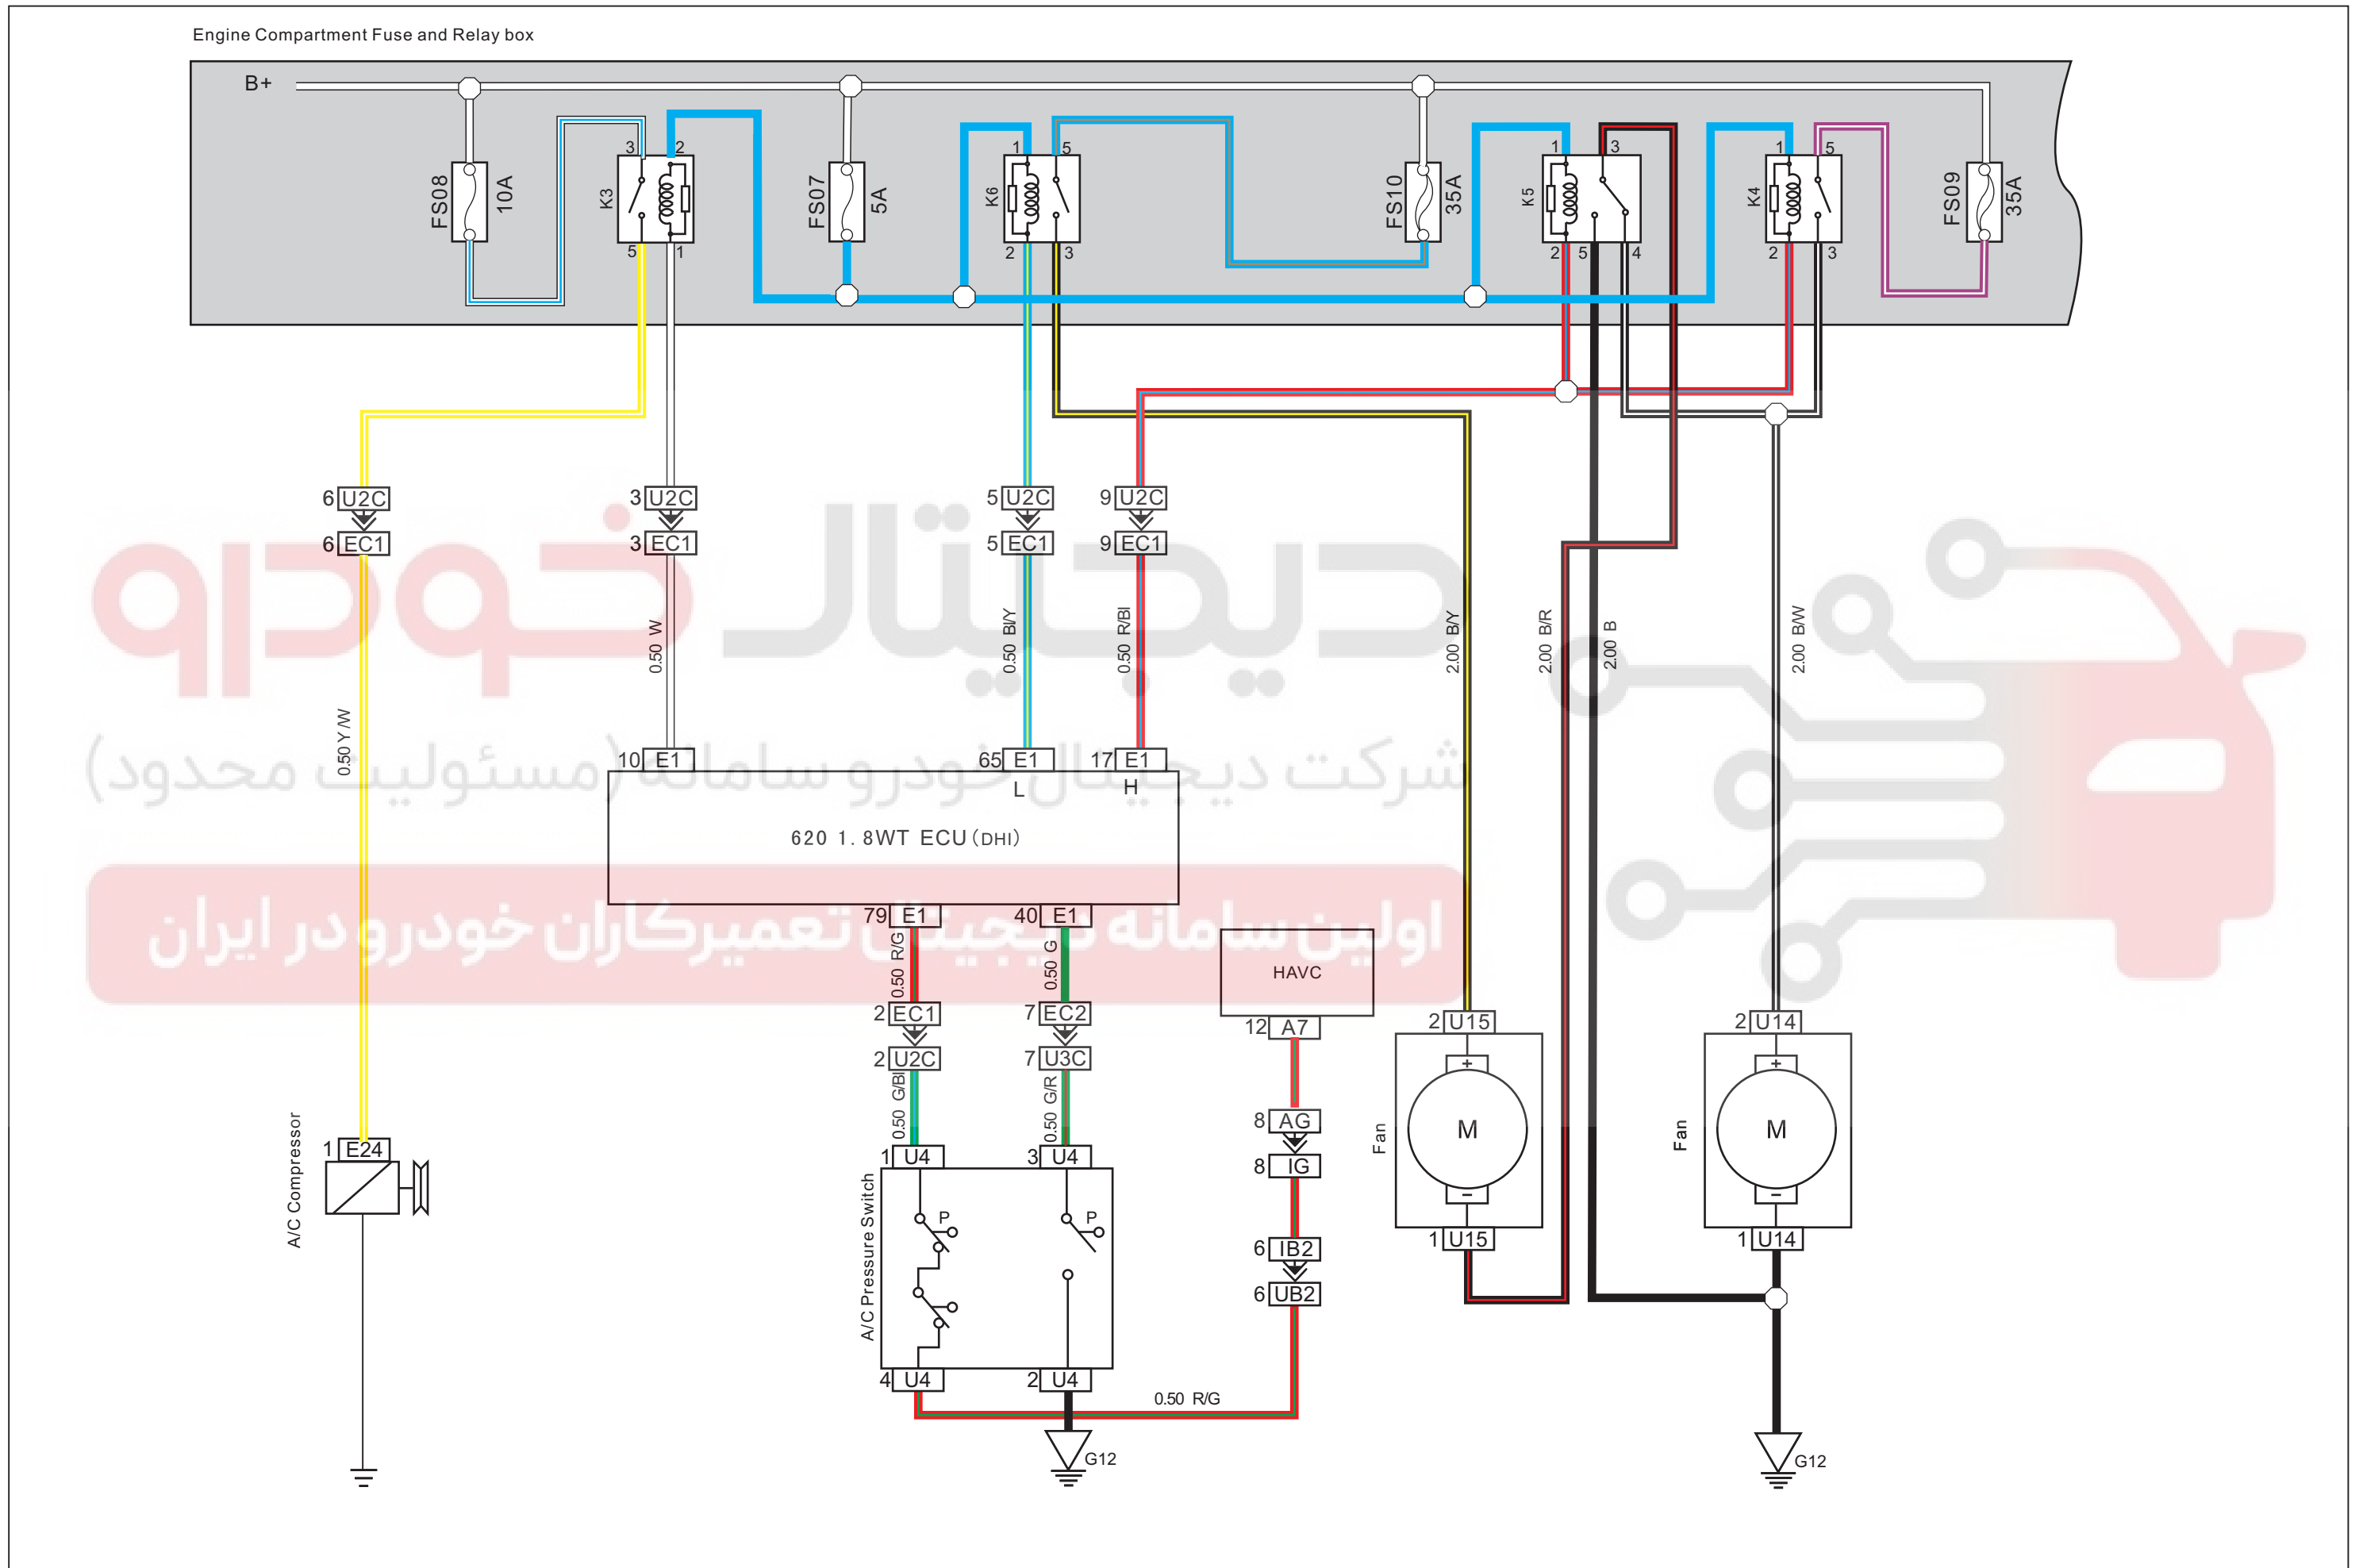 Engine Compartment Fuse and Relay box
B+
FS08
10A
3
2
K3
5
1
FS07
5A
1
5
K6
2
3
FS10
35A
1
3
K5
2
5
4
1
5
K4
2
3
FS09
35A
6 U2C
6 EC1
3 U2C
3 EC1
5 U2C
5 EC1
9 U2C
9 EC1
دیجیتال خودرو
شرکت دیجیتال خودرو سامانه (مسئولیت محدود)
اولین سامانه دیجیتال تعمیرکاران خودرو در ایران
0.50 Y/W
0.50 W
0.50 Bl/Y
0.50 R/Bl
2.00 B/Y
2.00 B/R
2.00 B
2.00 B/W
10 E1
65 E1
17 E1
L
H
620 1.8WT ECU(DHI)
79 E1
40 E1
0.50 R/G
0.50 G
2 EC1
7 EC2
2 U2C
7 U3C
0.50 G/Bl
0.50 G/R
1 U4
3 U4
A/C Pressure Switch
P
P
4 U4
2 U4
G12
HAVC
12 A7
8 AG
8 IG
6 IB2
6 UB2
0.50 R/G
1 E24
A/C Compressor
2 U15
+
M
Fan
−
1 U15
2 U14
+
M
Fan
−
1 U14
G12